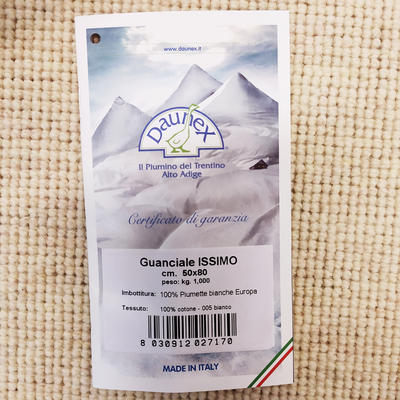 www.daunex.it
Daunex
Il Piumino del Trentino
Alto Adige
Certificato di garanzia
Guanciale ISSIMO
cm. 50x80
peso: kg. 1,000
Imbottitura: 100% Piumette bianche Europa
Tessuto: 100% cotone - 005 bianco
8 030912 027170
MADE IN ITALY